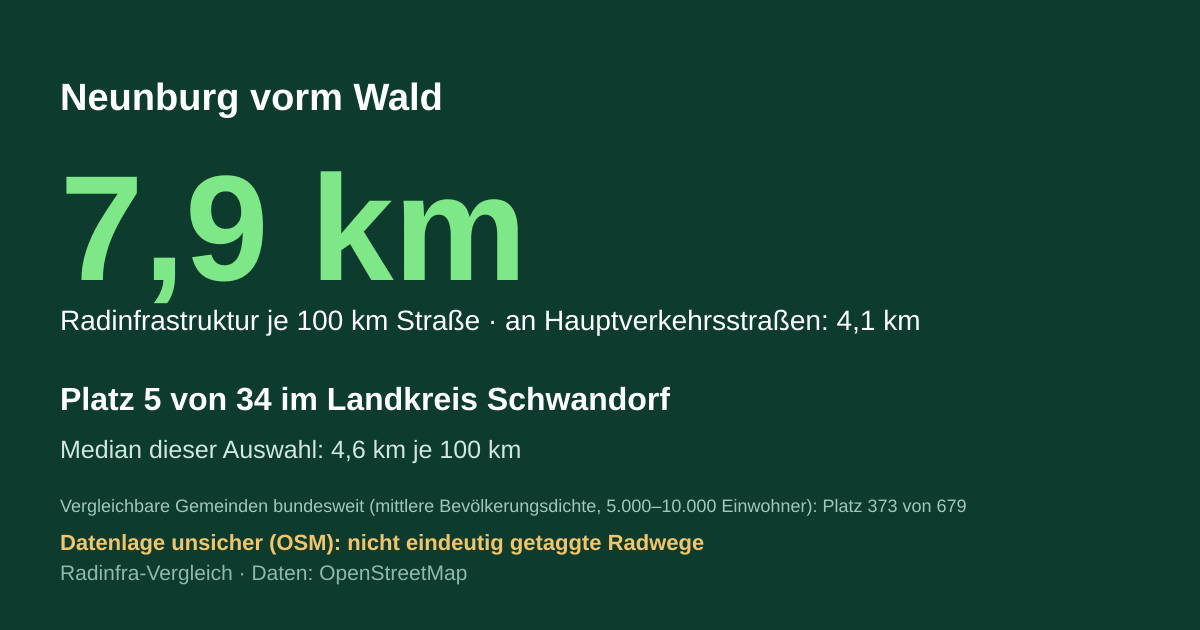 Neunburg vorm Wald
7,9 km
Radinfrastruktur je 100 km Straße · an Hauptverkehrsstraßen: 4,1 km
Platz 5 von 34 im Landkreis Schwandorf
Median dieser Auswahl: 4,6 km je 100 km
Vergleichbare Gemeinden bundesweit (mittlere Bevölkerungsdichte, 5.000–10.000 Einwohner): Platz 373 von 679
Datenlage unsicher (OSM): nicht eindeutig getaggte Radwege
Radinfra-Vergleich · Daten: OpenStreetMap